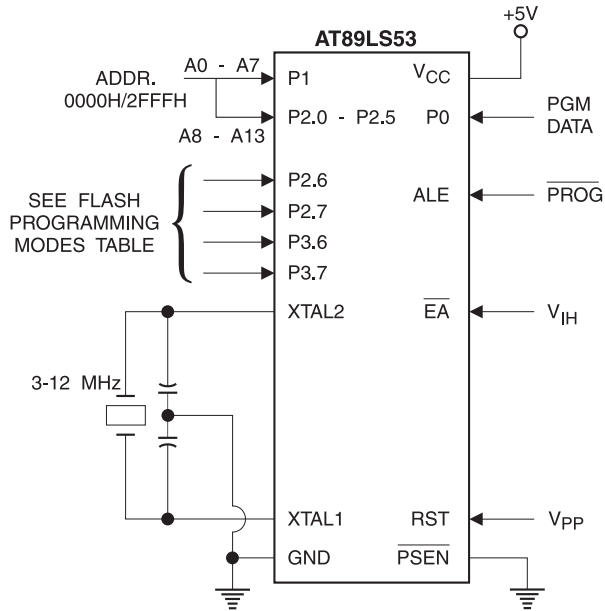 +5V
AT89LS53
A0 - A7
ADDR.
0000H/2FFFH
P1
VCC
A8 - A13
P2.0 - P2.5
P0
PGM
DATA
P2.6
SEE FLASH
PROGRAMMING
MODES TABLE
P2.7
P3.6
P3.7
ALE
PROG
XTAL2
EA
VIH
3-12 MHz
XTAL1
RST
VPP
GND
PSEN